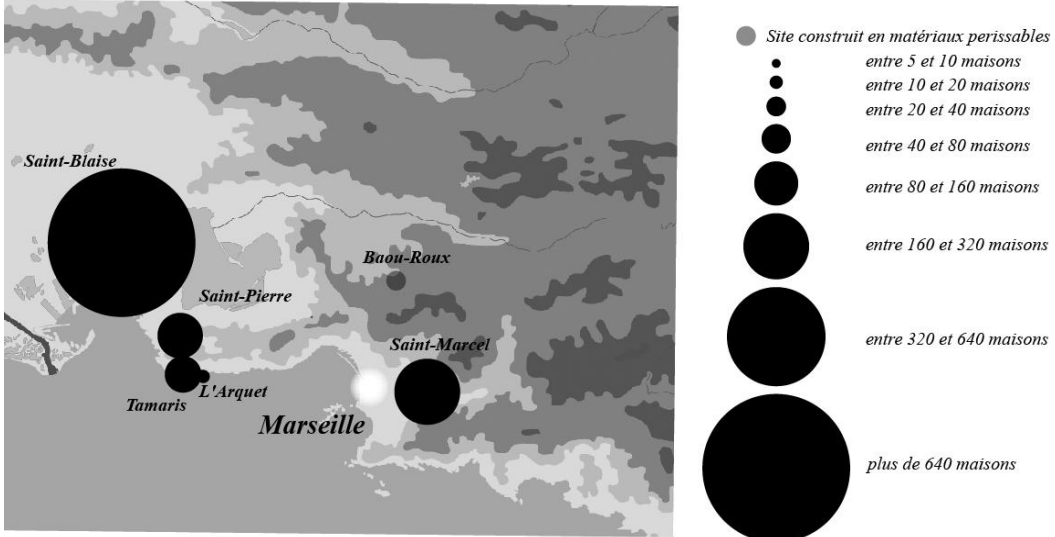 Saint-Blaise
Saint-Pierre
Baou-Roux
Saint-Marcel
L'Arquet
Tamaris
Marseille
Site construit en matériaux perissables
entre 5 et 10 maisons
entre 10 et 20 maisons
entre 20 et 40 maisons
entre 40 et 80 maisons
entre 80 et 160 maisons
entre 160 et 320 maisons
entre 320 et 640 maisons
plus de 640 maisons